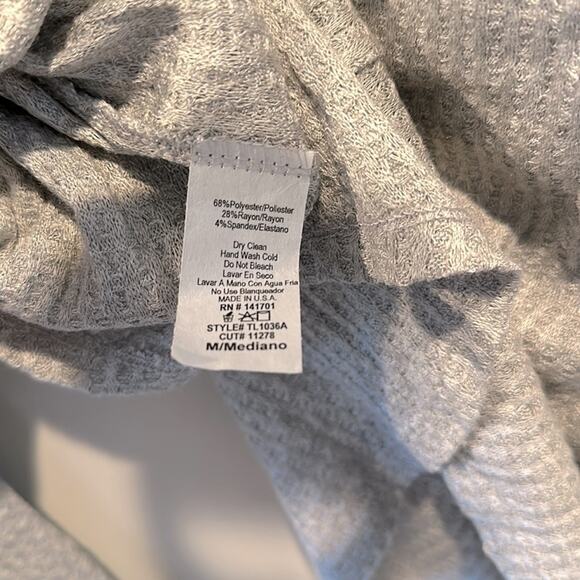 68%Polyester/Poliester
28%Rayon/Rayon
4%Spandex/Elastano
Dry Clean
Hand Wash Cold
Do Not Bleach
Lavar En Seco
Lavar A Mano Con Agua Fria
No Use Blanqueador
MADE IN U.S.A.
RN # 141701
STYLE# TL1036A
CUT# 11278
M/Mediano